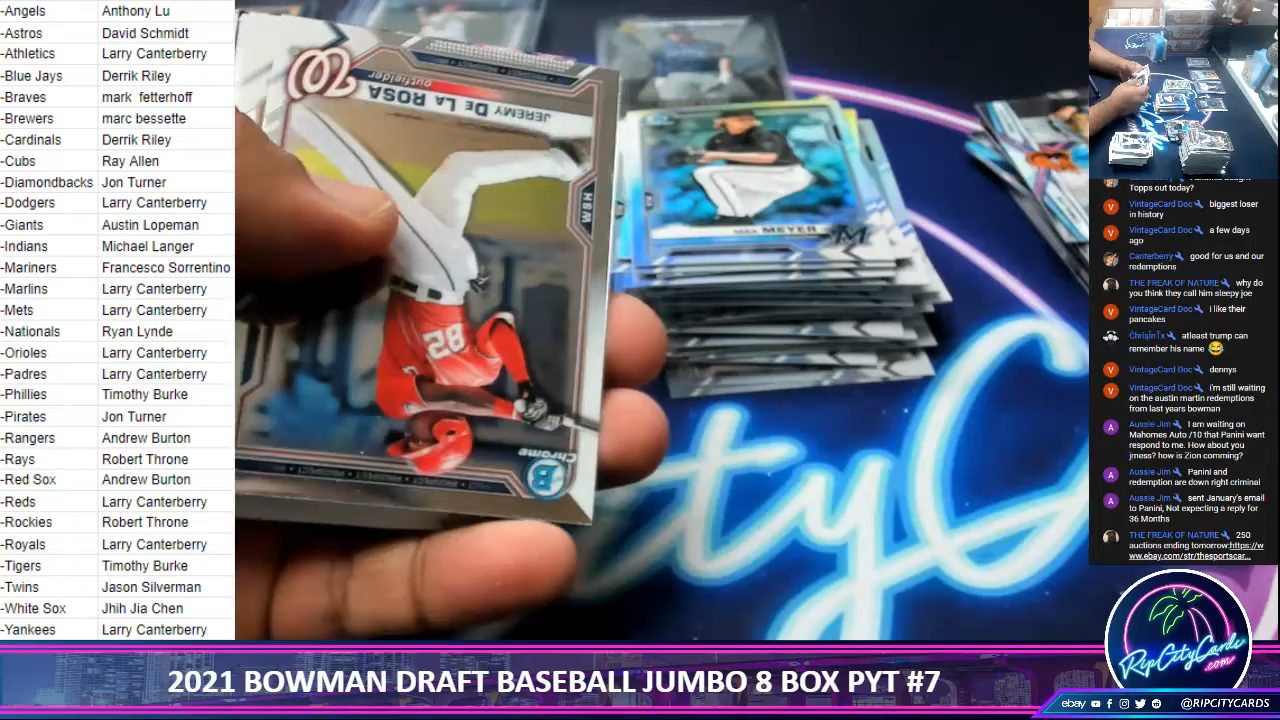 -Angels Anthony Lu
-Astros David Schmidt
-Athletics Larry Canterberry
-Blue Jays Derrik Riley
-Braves mark fetterhoff
-Brewers marc bessette
-Cardinals Derrik Riley
-Cubs Ray Allen
-Diamondbacks Jon Turner
-Dodgers Larry Canterberry
-Giants Austin Lopeman
-Indians Michael Langer
-Mariners Francesco Sorrentino
-Marlins Larry Canterberry
-Mets Larry Canterberry
-Nationals Ryan Lynde
-Orioles Larry Canterberry
-Padres Larry Canterberry
-Phillies Timothy Burke
-Pirates Jon Turner
-Rangers Andrew Burton
-Rays Robert Throne
-Red Sox Andrew Burton
-Reds Larry Canterberry
-Rockies Robert Throne
-Royals Larry Canterberry
-Tigers Timothy Burke
-Twins Jason Silverman
-White Sox Jhih Jia Chen
-Yankees Larry Canterberry
outfielder
JEREMY DE LA ROSA
WSH
28
Chrome
B
MEYER
M
tyC
Topps out today?
VintageCard Doc biggest loser
in history
VintageCard Doc a few days
ago
Canterberry good for us and our
redemptions
THE FREAK OF NATURE why do
you think they call him sleepy joe
VintageCard Doc I like their
pancakes
ChrisinTx atleast trump can
remember his name 😂
VintageCard Doc dennys
VintageCard Doc i'm still waiting
on the austin martin redemptions
from last years bowman
Aussie Jim I am waiting on
Mahomes Auto /10 that Panini want
respond to me. How about you
jmess? how is Zion comming?
Aussie Jim Panini and
redemption are down right criminal
Aussie Jim sent January's email
to Panini, Not expecting a reply for
36 Months
THE FREAK OF NATURE 250
auctions ending tomorrow:https://w
ww.ebay.com/str/thesportscar...
RipCityCards
.com
2021 BOWMAN DRAFT BASEBALL JUMBO 8 BOX PYT #7
ebay @RIPCITYCARDS